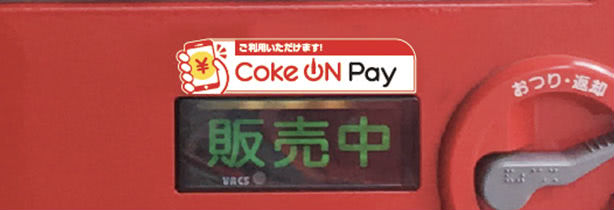 ご利用いただけます!
¥
Coke ON Pay
おつり・返却
販売中
VACS